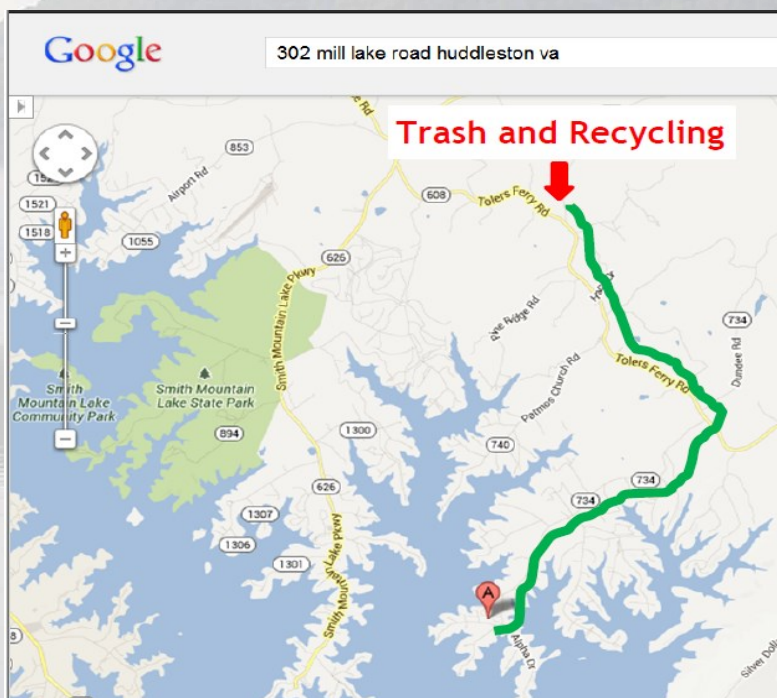 Google
302 mill lake road huddleston va
Trash and Recycling
853
Airport Rd
1521
1518
1055
608
Tolers Ferry Rd
626
Smith Mountain Lake Pkwy
Pine Ridge Rd
734
Dundee Rd
Tolers Ferry Rd
Smith
Mountain Lake
Community Park
Smith Mountain
Lake State Park
Patmos Church Rd
894
1300
740
626
734
734
1307
1306
1301
Smith Mountain Lake Pkwy
A
Alpha Dr